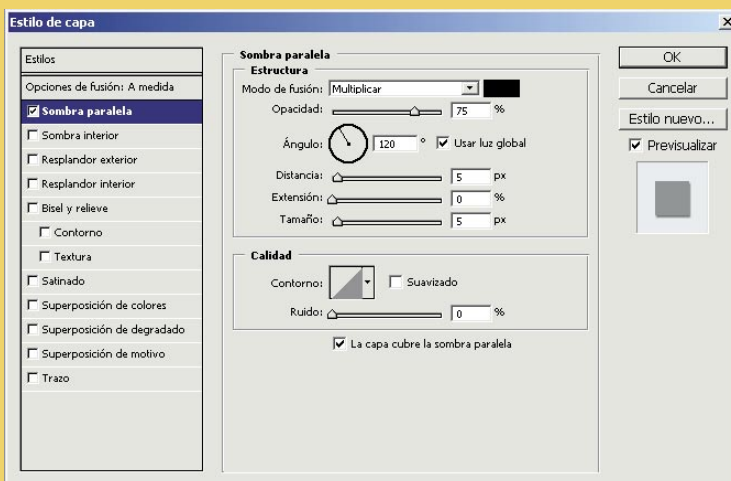 Estilo de capa
Estilos
Opciones de fusión: A medida
Sombra paralela
Sombra interior
Resplandor exterior
Resplandor interior
Bisel y relieve
Contorno
Textura
Satinado
Superposición de colores
Superposición de degradado
Superposición de motivo
Trazo
Sombra paralela
Estructura
Modo de fusión: Multiplicar
Opacidad: 75 %
Ángulo: 120 ° Usar luz global
Distancia: 5 px
Extensión: 0 %
Tamaño: 5 px
Calidad
Contorno: Suavizado
Ruido: 0 %
La capa cubre la sombra paralela
OK
Cancelar
Estilo nuevo...
Previsualizar